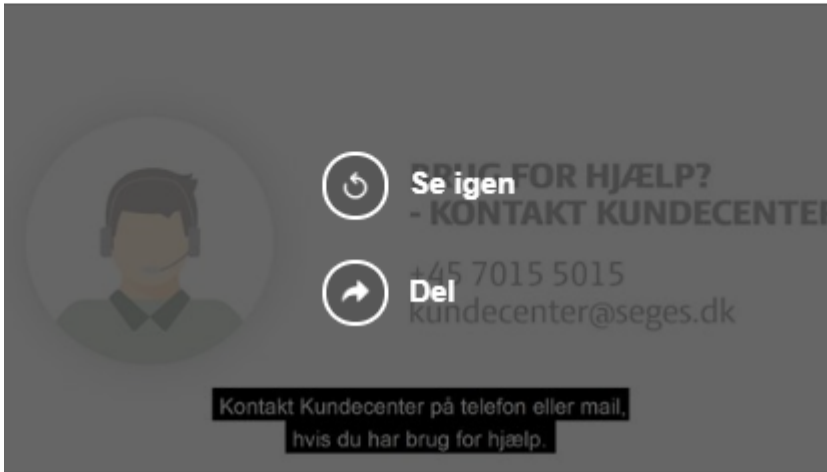 BRUG FOR HJÆLP?
- KONTAKT KUNDECENTER
Se igen
+45 7015 5015
kundecenter@seges.dk
Del
Kontakt Kundecenter på telefon eller mail,
hvis du har brug for hjælp.